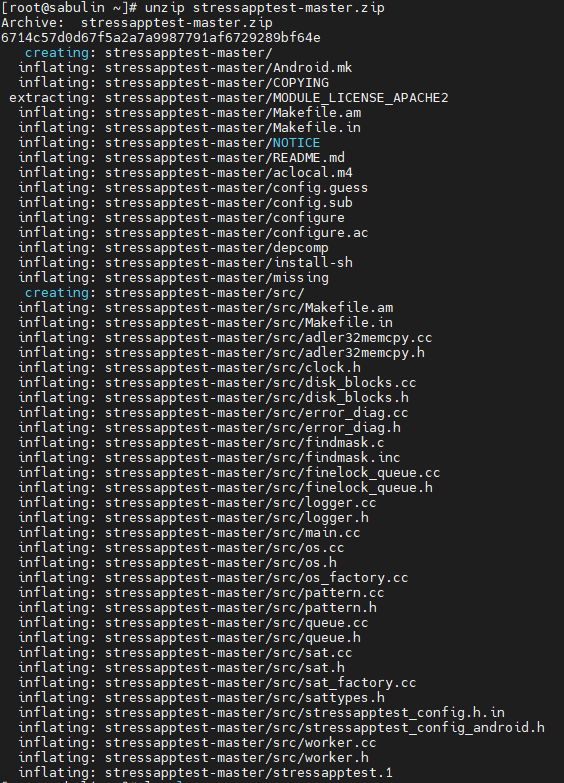 [root@sabulin ~]# unzip stressapptest-master.zip
Archive:  stressapptest-master.zip
6714c57d0d67f5a2a7a9987791af6729289bf64e
   creating: stressapptest-master/
  inflating: stressapptest-master/Android.mk
  inflating: stressapptest-master/COPYING
 extracting: stressapptest-master/MODULE_LICENSE_APACHE2
  inflating: stressapptest-master/Makefile.am
  inflating: stressapptest-master/Makefile.in
  inflating: stressapptest-master/NOTICE
  inflating: stressapptest-master/README.md
  inflating: stressapptest-master/aclocal.m4
  inflating: stressapptest-master/config.guess
  inflating: stressapptest-master/config.sub
  inflating: stressapptest-master/configure
  inflating: stressapptest-master/configure.ac
  inflating: stressapptest-master/depcomp
  inflating: stressapptest-master/install-sh
  inflating: stressapptest-master/missing
   creating: stressapptest-master/src/
  inflating: stressapptest-master/src/Makefile.am
  inflating: stressapptest-master/src/Makefile.in
  inflating: stressapptest-master/src/adler32memcpy.cc
  inflating: stressapptest-master/src/adler32memcpy.h
  inflating: stressapptest-master/src/clock.h
  inflating: stressapptest-master/src/disk_blocks.cc
  inflating: stressapptest-master/src/disk_blocks.h
  inflating: stressapptest-master/src/error_diag.cc
  inflating: stressapptest-master/src/error_diag.h
  inflating: stressapptest-master/src/findmask.c
  inflating: stressapptest-master/src/findmask.inc
  inflating: stressapptest-master/src/finelock_queue.cc
  inflating: stressapptest-master/src/finelock_queue.h
  inflating: stressapptest-master/src/logger.cc
  inflating: stressapptest-master/src/logger.h
  inflating: stressapptest-master/src/main.cc
  inflating: stressapptest-master/src/os.cc
  inflating: stressapptest-master/src/os.h
  inflating: stressapptest-master/src/os_factory.cc
  inflating: stressapptest-master/src/pattern.cc
  inflating: stressapptest-master/src/pattern.h
  inflating: stressapptest-master/src/queue.cc
  inflating: stressapptest-master/src/queue.h
  inflating: stressapptest-master/src/sat.cc
  inflating: stressapptest-master/src/sat.h
  inflating: stressapptest-master/src/sat_factory.cc
  inflating: stressapptest-master/src/sattypes.h
  inflating: stressapptest-master/src/stressapptest_config.h.in
  inflating: stressapptest-master/src/stressapptest_config_android.h
  inflating: stressapptest-master/src/worker.cc
  inflating: stressapptest-master/src/worker.h
  inflating: stressapptest-master/stressapptest.1